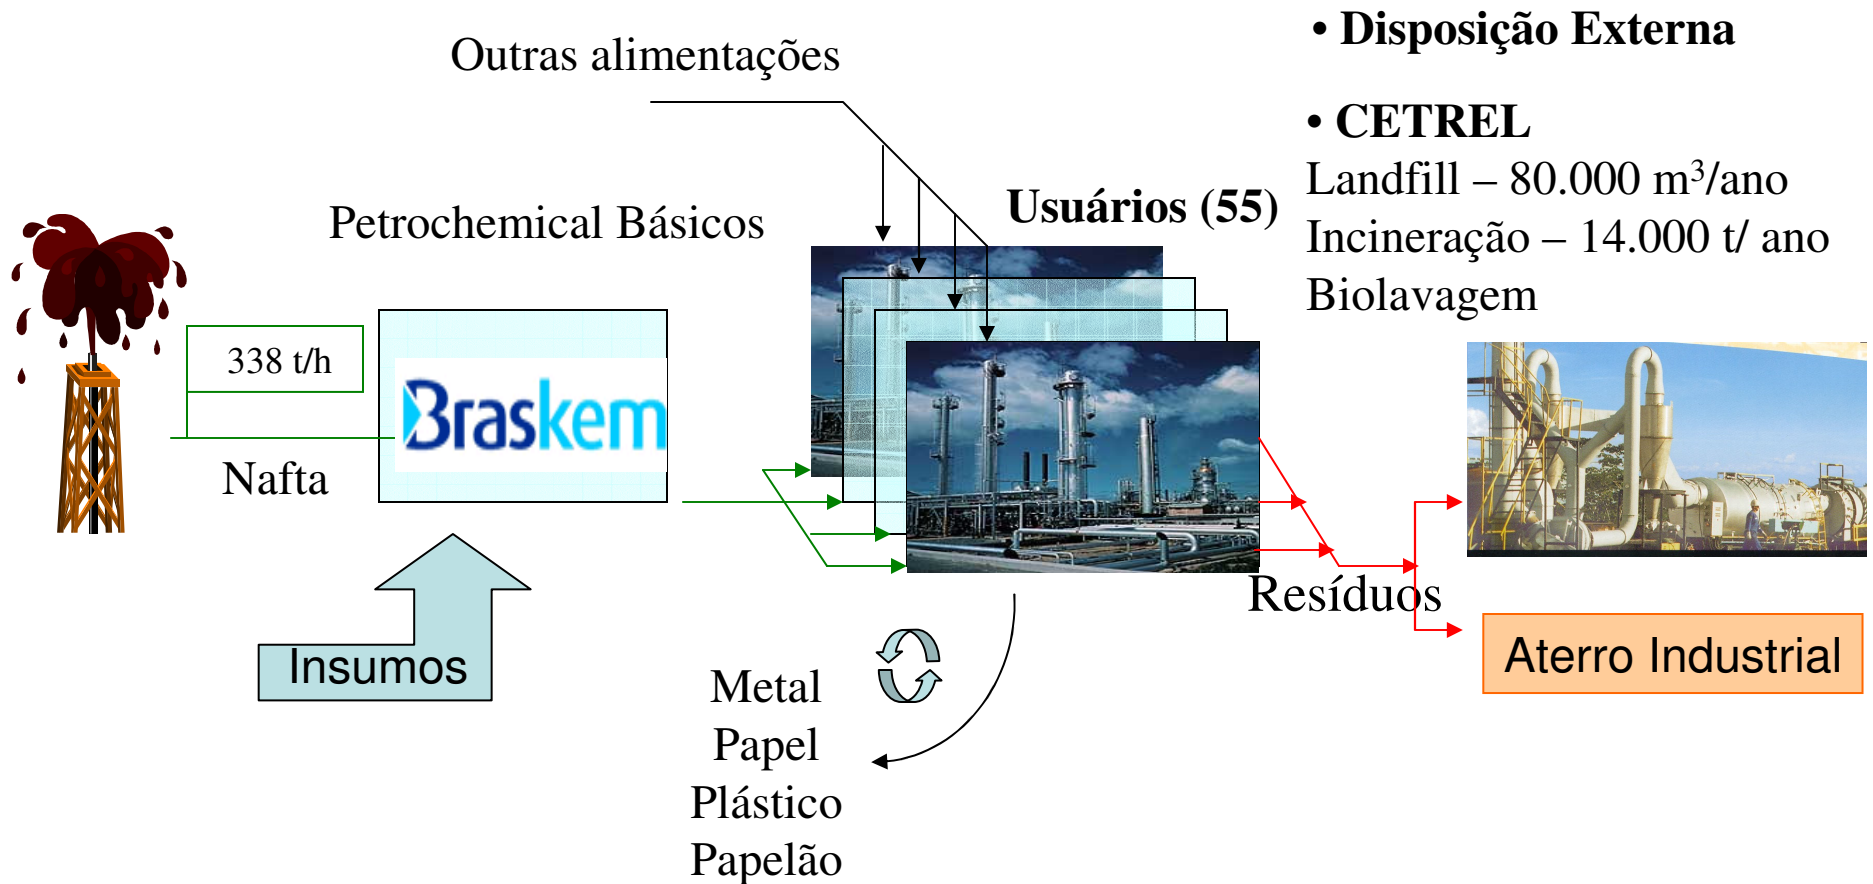 Outras alimentações
• Disposição Externa
• CETREL
Landfill – 80.000 m³/ano
Incineração – 14.000 t/ ano
Biolavagem
Usuários (55)
Petrochemical Básicos
338 t/h
Braskem
Nafta
Insumos
Resíduos
Aterro Industrial
Metal
Papel
Plástico
Papelão